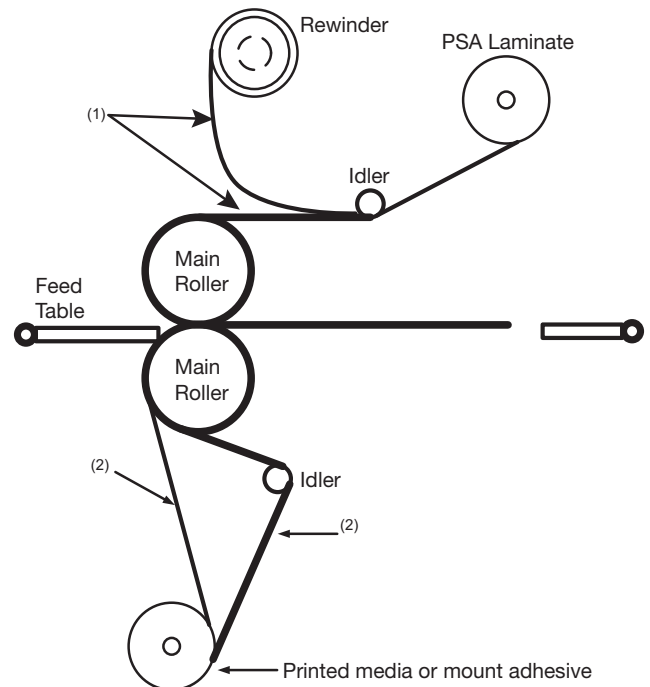 Rewinder
PSA Laminate
(1)
Idler
Main
Roller
Feed
Table
Main
Roller
(2)
Idler
(2)
Printed media or mount adhesive